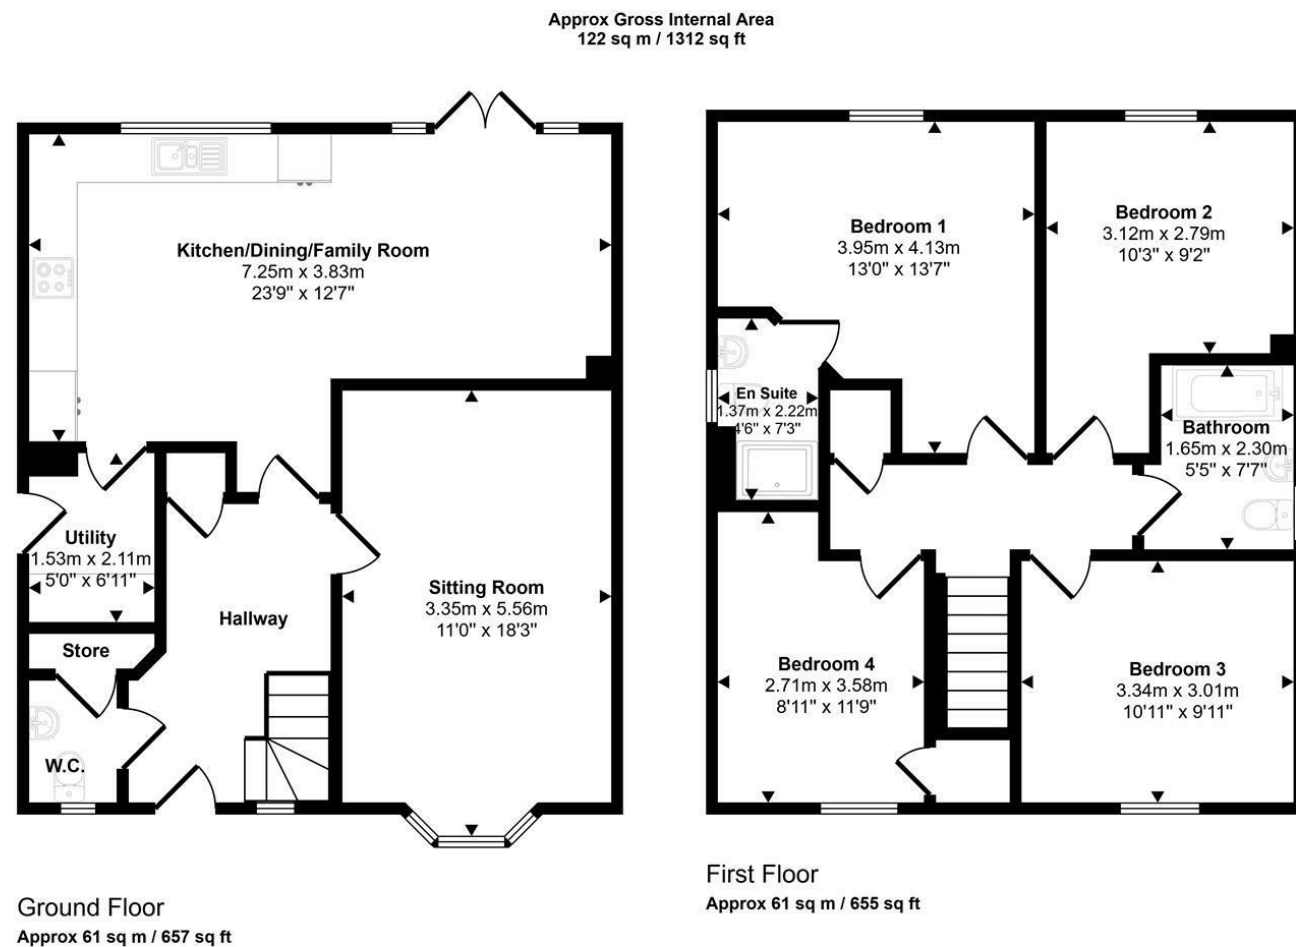 Approx Gross Internal Area
122 sq m / 1312 sq ft
Kitchen/Dining/Family Room
7.25m x 3.83m
23'9" x 12'7"
Utility
1.53m x 2.11m
5'0" x 6'11"
Store
W.C.
Hallway
Sitting Room
3.35m x 5.56m
11'0" x 18'3"
Ground Floor
Approx 61 sq m / 657 sq ft
Bedroom 1
3.95m x 4.13m
13'0" x 13'7"
Bedroom 2
3.12m x 2.79m
10'3" x 9'2"
En Suite
1.37m x 2.22m
4'6" x 7'3"
Bathroom
1.65m x 2.30m
5'5" x 7'7"
Bedroom 4
2.71m x 3.58m
8'11" x 11'9"
Bedroom 3
3.34m x 3.01m
10'11" x 9'11"
First Floor
Approx 61 sq m / 655 sq ft